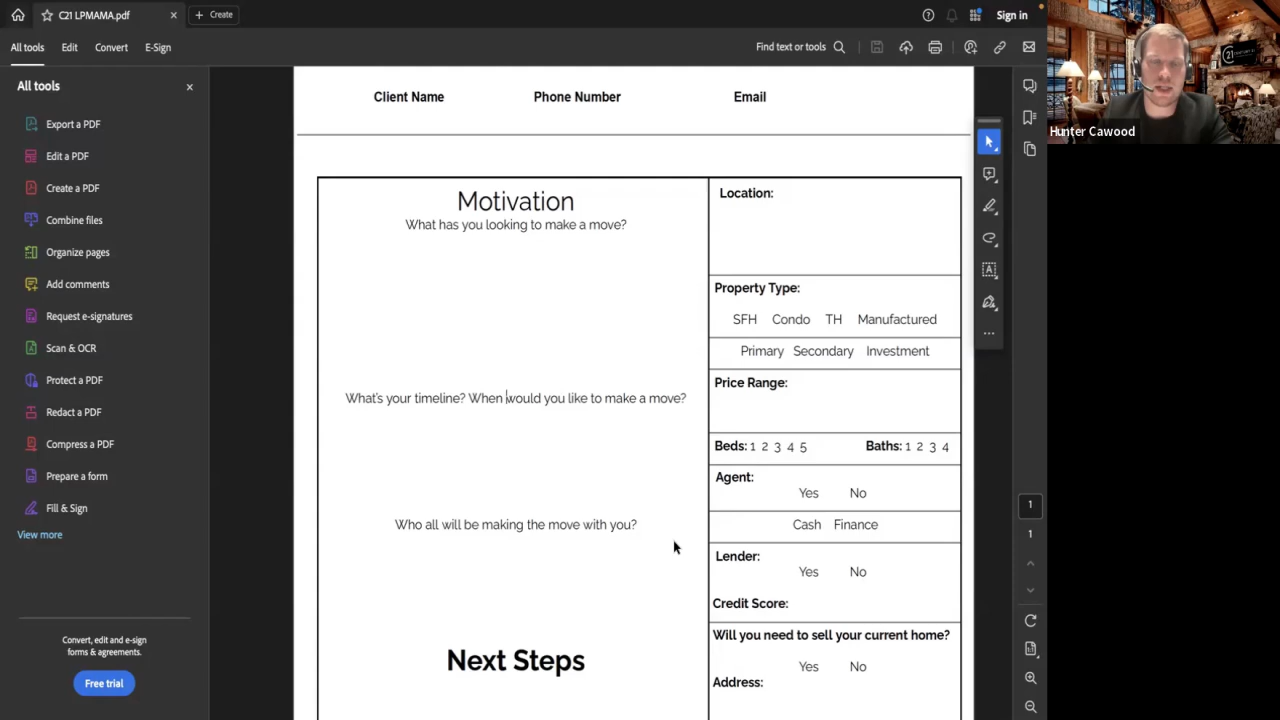 C21 LPMAMA.pdf
Create
Sign in
All tools
Edit
Convert
E-Sign
Find text or tools
All tools
Export a PDF
Edit a PDF
Create a PDF
Combine files
Organize pages
Add comments
Request e-signatures
Scan & OCR
Protect a PDF
Redact a PDF
Compress a PDF
Prepare a form
Fill & Sign
View more
Convert, edit and e-sign
forms & agreements.
Free trial
Client Name Phone Number Email
Motivation
What has you looking to make a move?
What's your timeline? When would you like to make a move?
Who all will be making the move with you?
Next Steps
Location:
Property Type:
SFH Condo TH Manufactured
Primary Secondary Investment
Price Range:
Beds: 1 2 3 4 5 Baths: 1 2 3 4
Agent:
Yes No
Cash Finance
Lender:
Yes No
Credit Score:
Will you need to sell your current home?
Yes No
Address:
1
1
Hunter Cawood